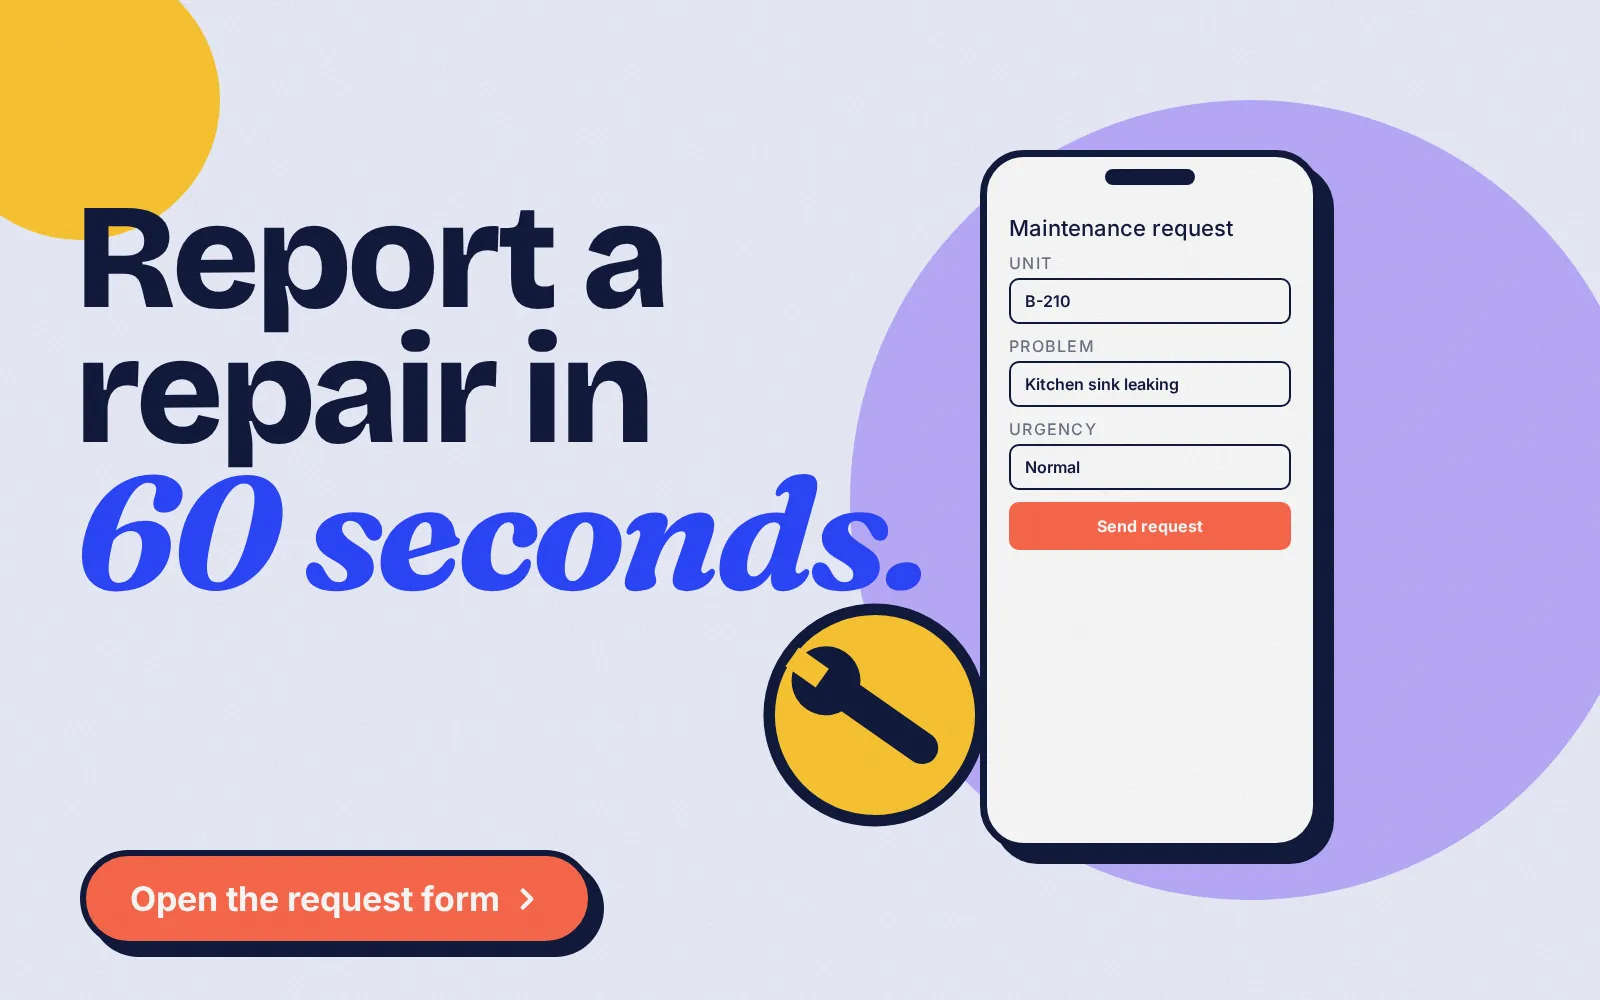 Report a
repair in
60 seconds.
Open the request form
Maintenance request
UNIT
B-210
PROBLEM
Kitchen sink leaking
URGENCY
Normal
Send request